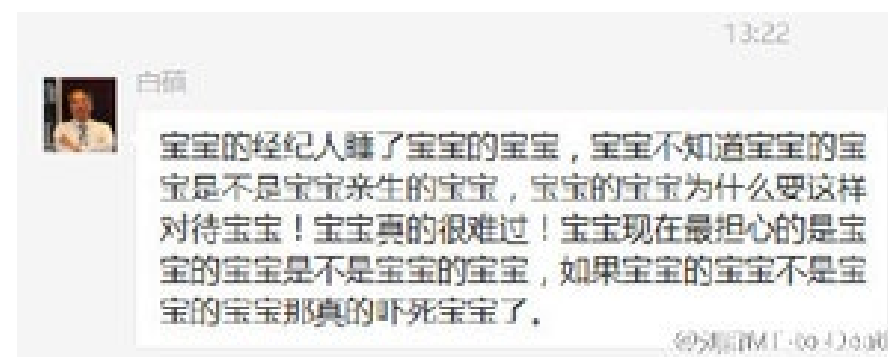 13:22
白硕
宝宝的经纪人睡了宝宝的宝宝，宝宝不知道宝宝的宝
宝是不是宝宝亲生的宝宝，宝宝的宝宝为什么要这样
对待宝宝！宝宝真的很难过！宝宝现在最担心的是宝
宝的宝宝是不是宝宝的宝宝，如果宝宝的宝宝不是宝
宝的宝宝那真的吓死宝宝了。